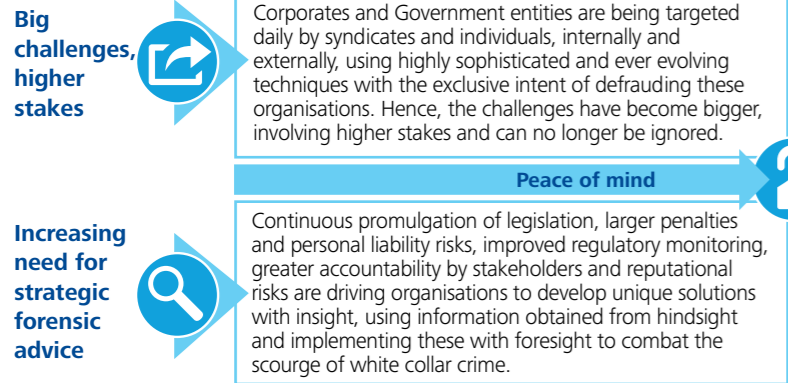 Big
challenges,
higher
stakes
Corporates and Government entities are being targeted
daily by syndicates and individuals, internally and
externally, using highly sophisticated and ever evolving
techniques with the exclusive intent of defrauding these
organisations. Hence, the challenges have become bigger,
involving higher stakes and can no longer be ignored.
Peace of mind
Increasing
need for
strategic
forensic
advice
Continuous promulgation of legislation, larger penalties
and personal liability risks, improved regulatory monitoring,
greater accountability by stakeholders and reputational
risks are driving organisations to develop unique solutions
with insight, using information obtained from hindsight
and implementing these with foresight to combat the
scourge of white collar crime.